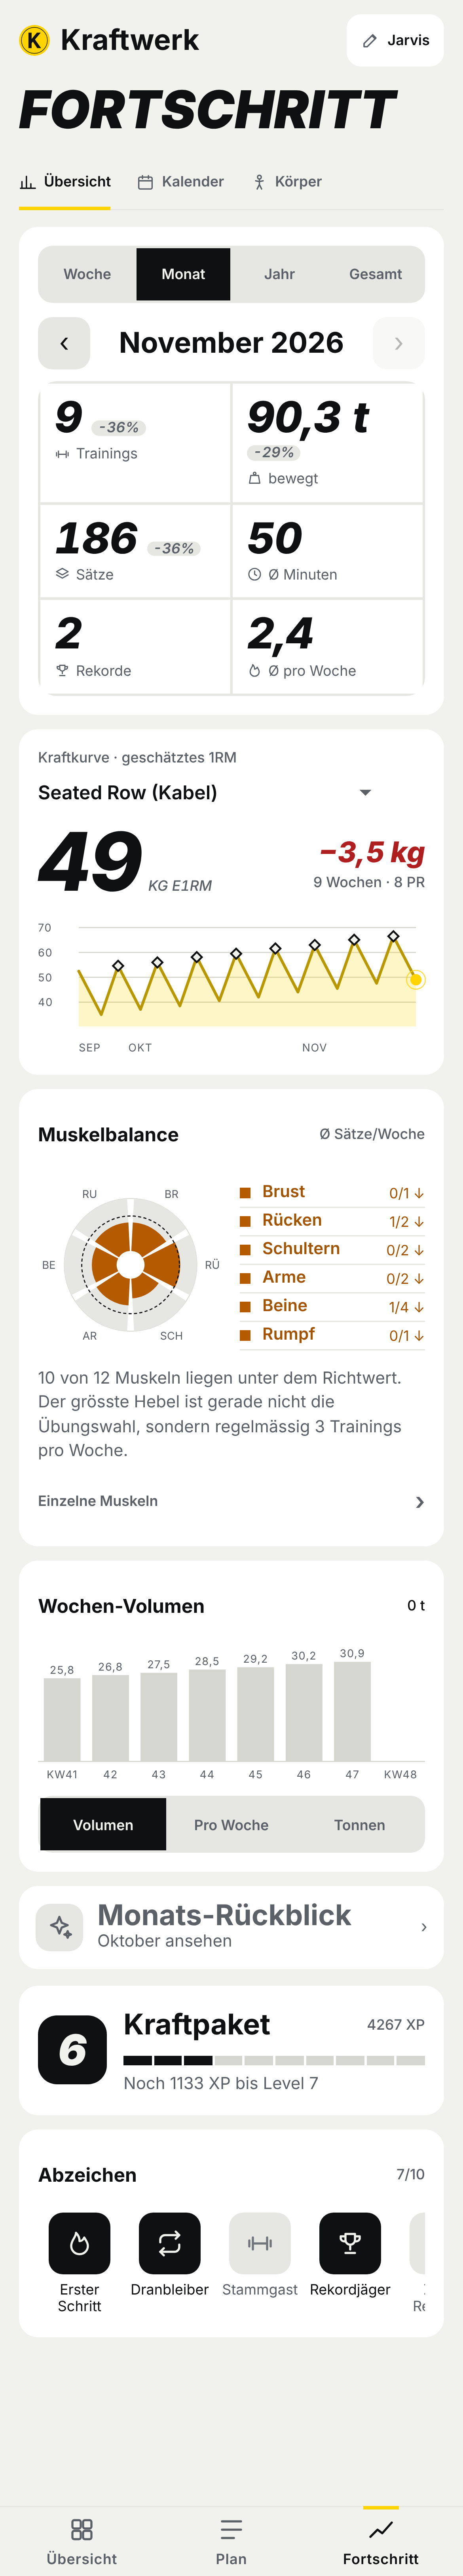 K Kraftwerk
Jarvis
FORTSCHRITT
Übersicht Kalender Körper
Woche Monat Jahr Gesamt
‹ November 2026 ›
9 -36%
Trainings
90,3 t
-29%
bewegt
186 -36%
Sätze
50
Ø Minuten
2
Rekorde
2,4
Ø pro Woche
Kraftkurve · geschätztes 1RM
Seated Row (Kabel)
49 KG E1RM
−3,5 kg
9 Wochen · 8 PR
70
60
50
40
SEP OKT NOV
Muskelbalance Ø Sätze/Woche
RU BR
BE RÜ
AR SCH
Brust 0/1 ↓
Rücken 1/2 ↓
Schultern 0/2 ↓
Arme 0/2 ↓
Beine 1/4 ↓
Rumpf 0/1 ↓
10 von 12 Muskeln liegen unter dem Richtwert.
Der grösste Hebel ist gerade nicht die
Übungswahl, sondern regelmässig 3 Trainings
pro Woche.
Einzelne Muskeln ›
Wochen-Volumen 0 t
25,8 26,8 27,5 28,5 29,2 30,2 30,9
KW41 42 43 44 45 46 47 KW48
Volumen Pro Woche Tonnen
Monats-Rückblick
Oktober ansehen ›
6
Kraftpaket 4267 XP
Noch 1133 XP bis Level 7
Abzeichen 7/10
Erster
Schritt
Dranbleiber
Stammgast
Rekordjäger
Übersicht Plan Fortschritt